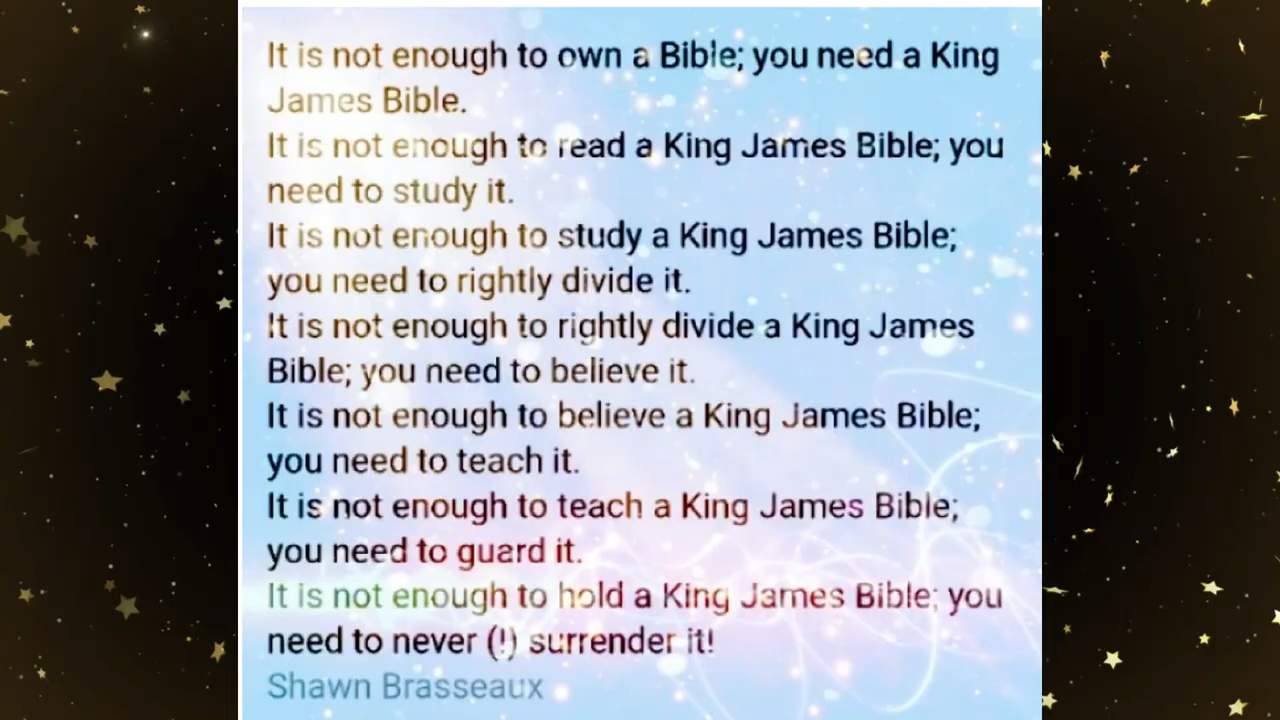 It is not enough to own a Bible; you need a King
James Bible.
It is not enough to read a King James Bible; you
need to study it.
It is not enough to study a King James Bible;
you need to rightly divide it.
It is not enough to rightly divide a King James
Bible; you need to believe it.
It is not enough to believe a King James Bible;
you need to teach it.
It is not enough to teach a King James Bible;
you need to guard it.
It is not enough to hold a King James Bible; you
need to never (!) surrender it!
Shawn Brasseaux